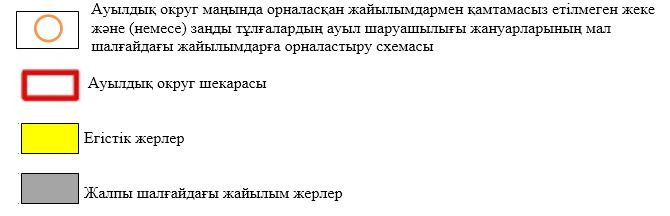 Ауылдық округ маңында орналасқан жайылымдармен қамтамасыз етілмеген жеке
және (немесе) заңды тұлғалардың ауыл шаруашылығы жануарларының мал
шалғайдағы жайылымдарға орналастыру схемасы
Ауылдық округ шекарасы
Егістік жерлер
Жалпы шалғайдағы жайылым жерлер